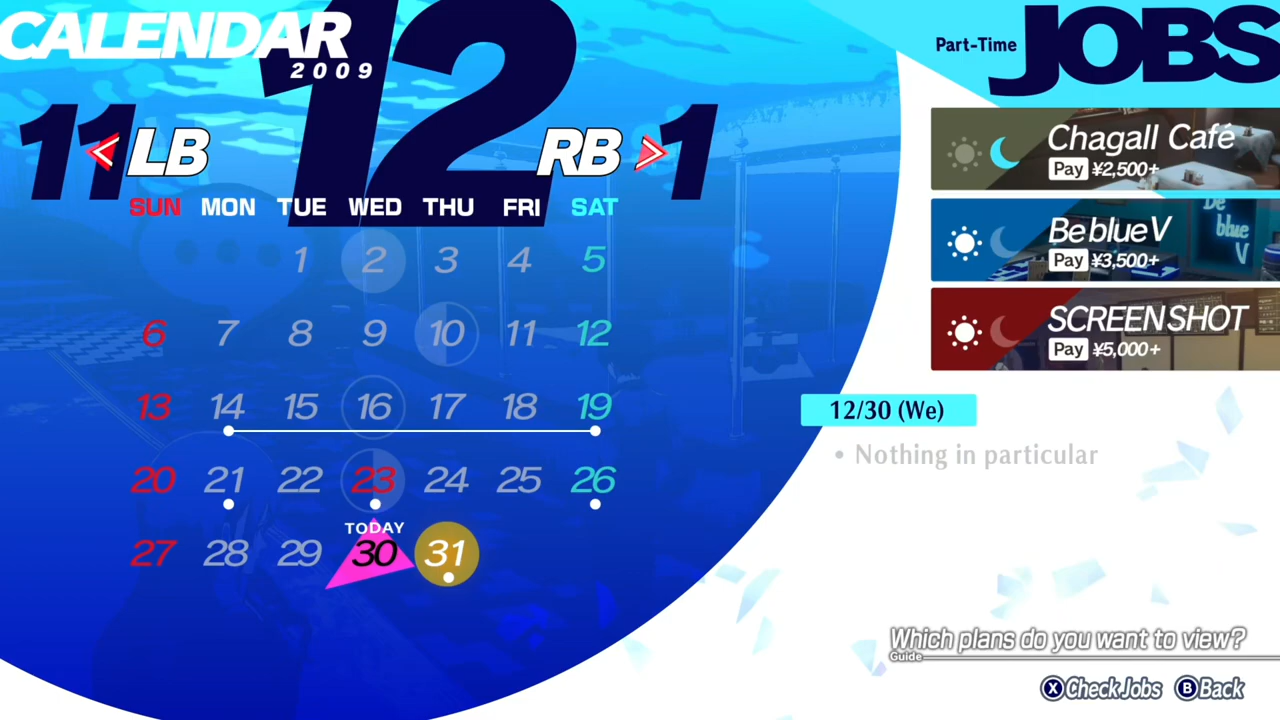 CALENDAR
2009
11 < LB 12 RB > 1
SUN MON TUE WED THU FRI SAT
1 2 3 4 5
6 7 8 9 10 11 12
13 14 15 16 17 18 19
20 21 22 23 24 25 26
TODAY
27 28 29 30 31
Part-Time JOBS
Chagall Café
Pay ¥2,500+
Be blue V
Pay ¥3,500+
Be
blue
V
SCREEN SHOT
Pay ¥5,000+
12/30 (We)
• Nothing in particular
Which plans do you want to view?
Guide
X Check Jobs B Back